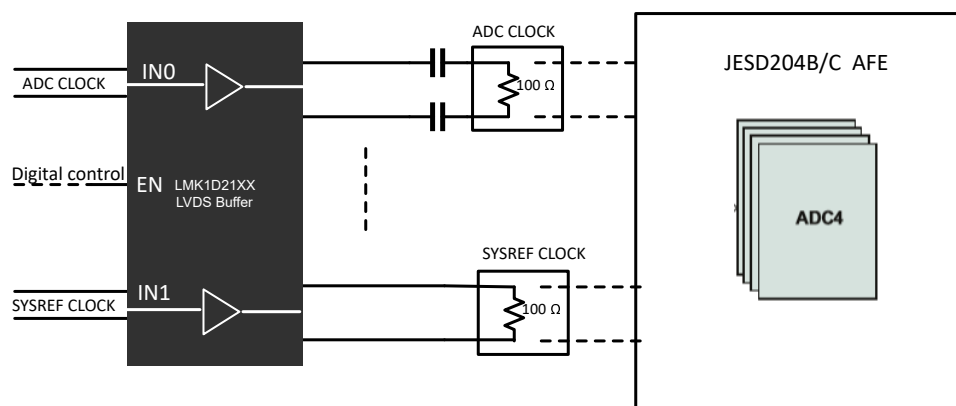 ADC CLOCK
JESD204B/C AFE
IN0
ADC CLOCK
100 Ω
Digital control
EN
LMK1D21XX
LVDS Buffer
ADC4
SYSREF CLOCK
IN1
SYSREF CLOCK
100 Ω